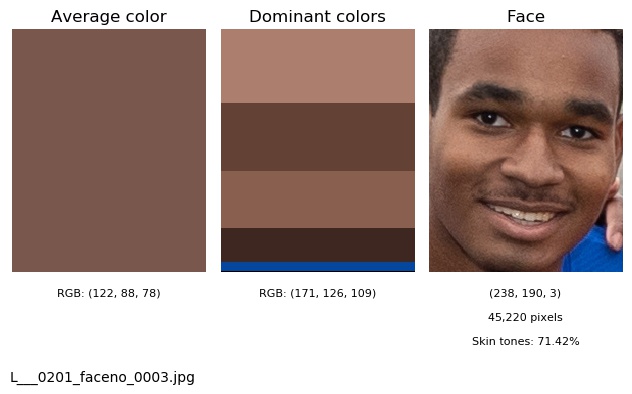 Average color
Dominant colors
Face
RGB: (122, 88, 78)
RGB: (171, 126, 109)
(238, 190, 3)
45,220 pixels
Skin tones: 71.42%
L___0201_faceno_0003.jpg